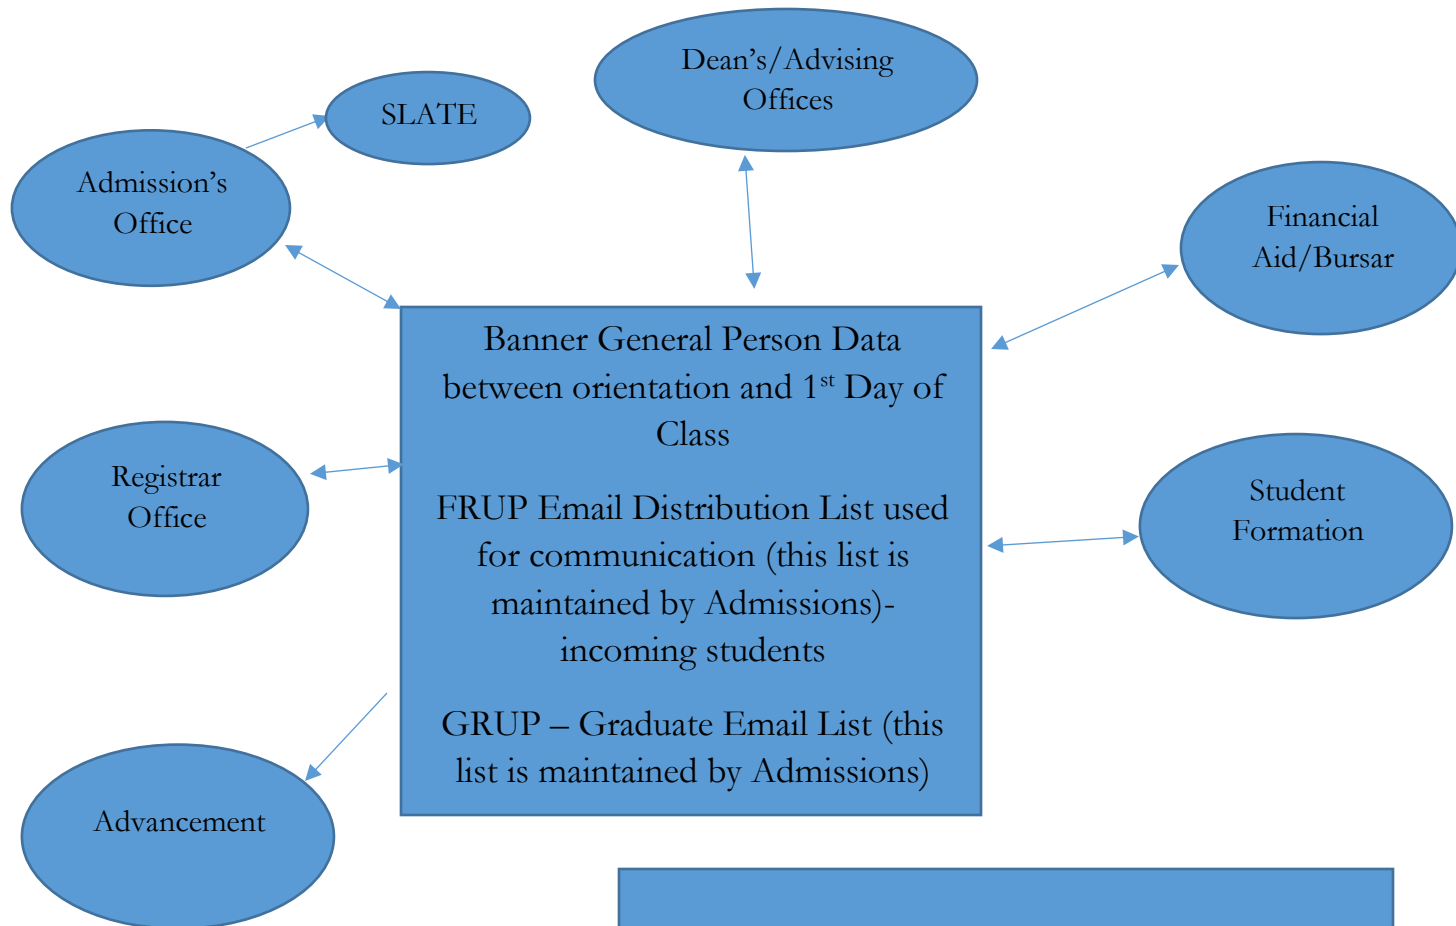 Dean’s/Advising
Offices
SLATE
Admission’s
Office
Financial
Aid/Bursar
Banner General Person Data
between orientation and 1st Day of
Class
FRUP Email Distribution List used
for communication (this list is
maintained by Admissions)-
incoming students
GRUP – Graduate Email List (this
list is maintained by Admissions)
Registrar
Office
Student
Formation
Advancement